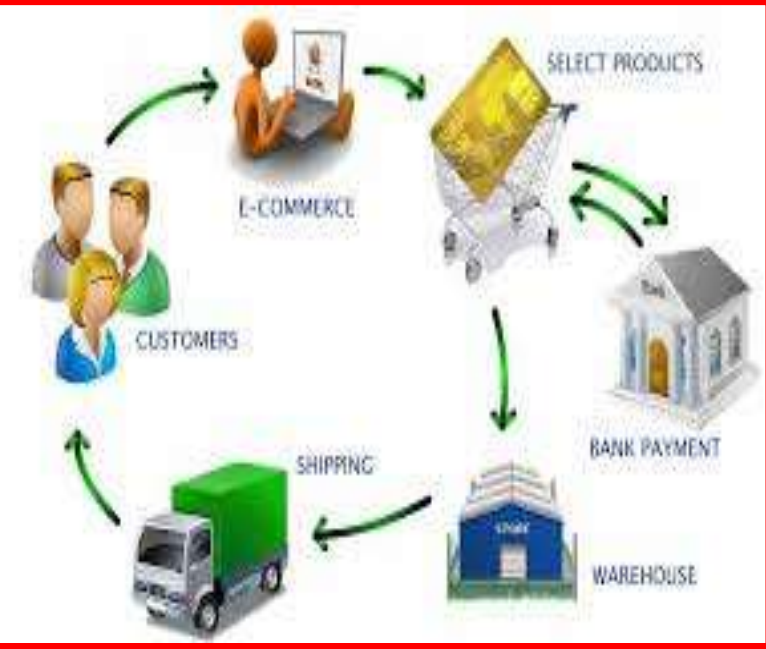 E-COMMERCE
SELECT PRODUCTS
CUSTOMERS
BANK PAYMENT
SHIPPING
WAREHOUSE